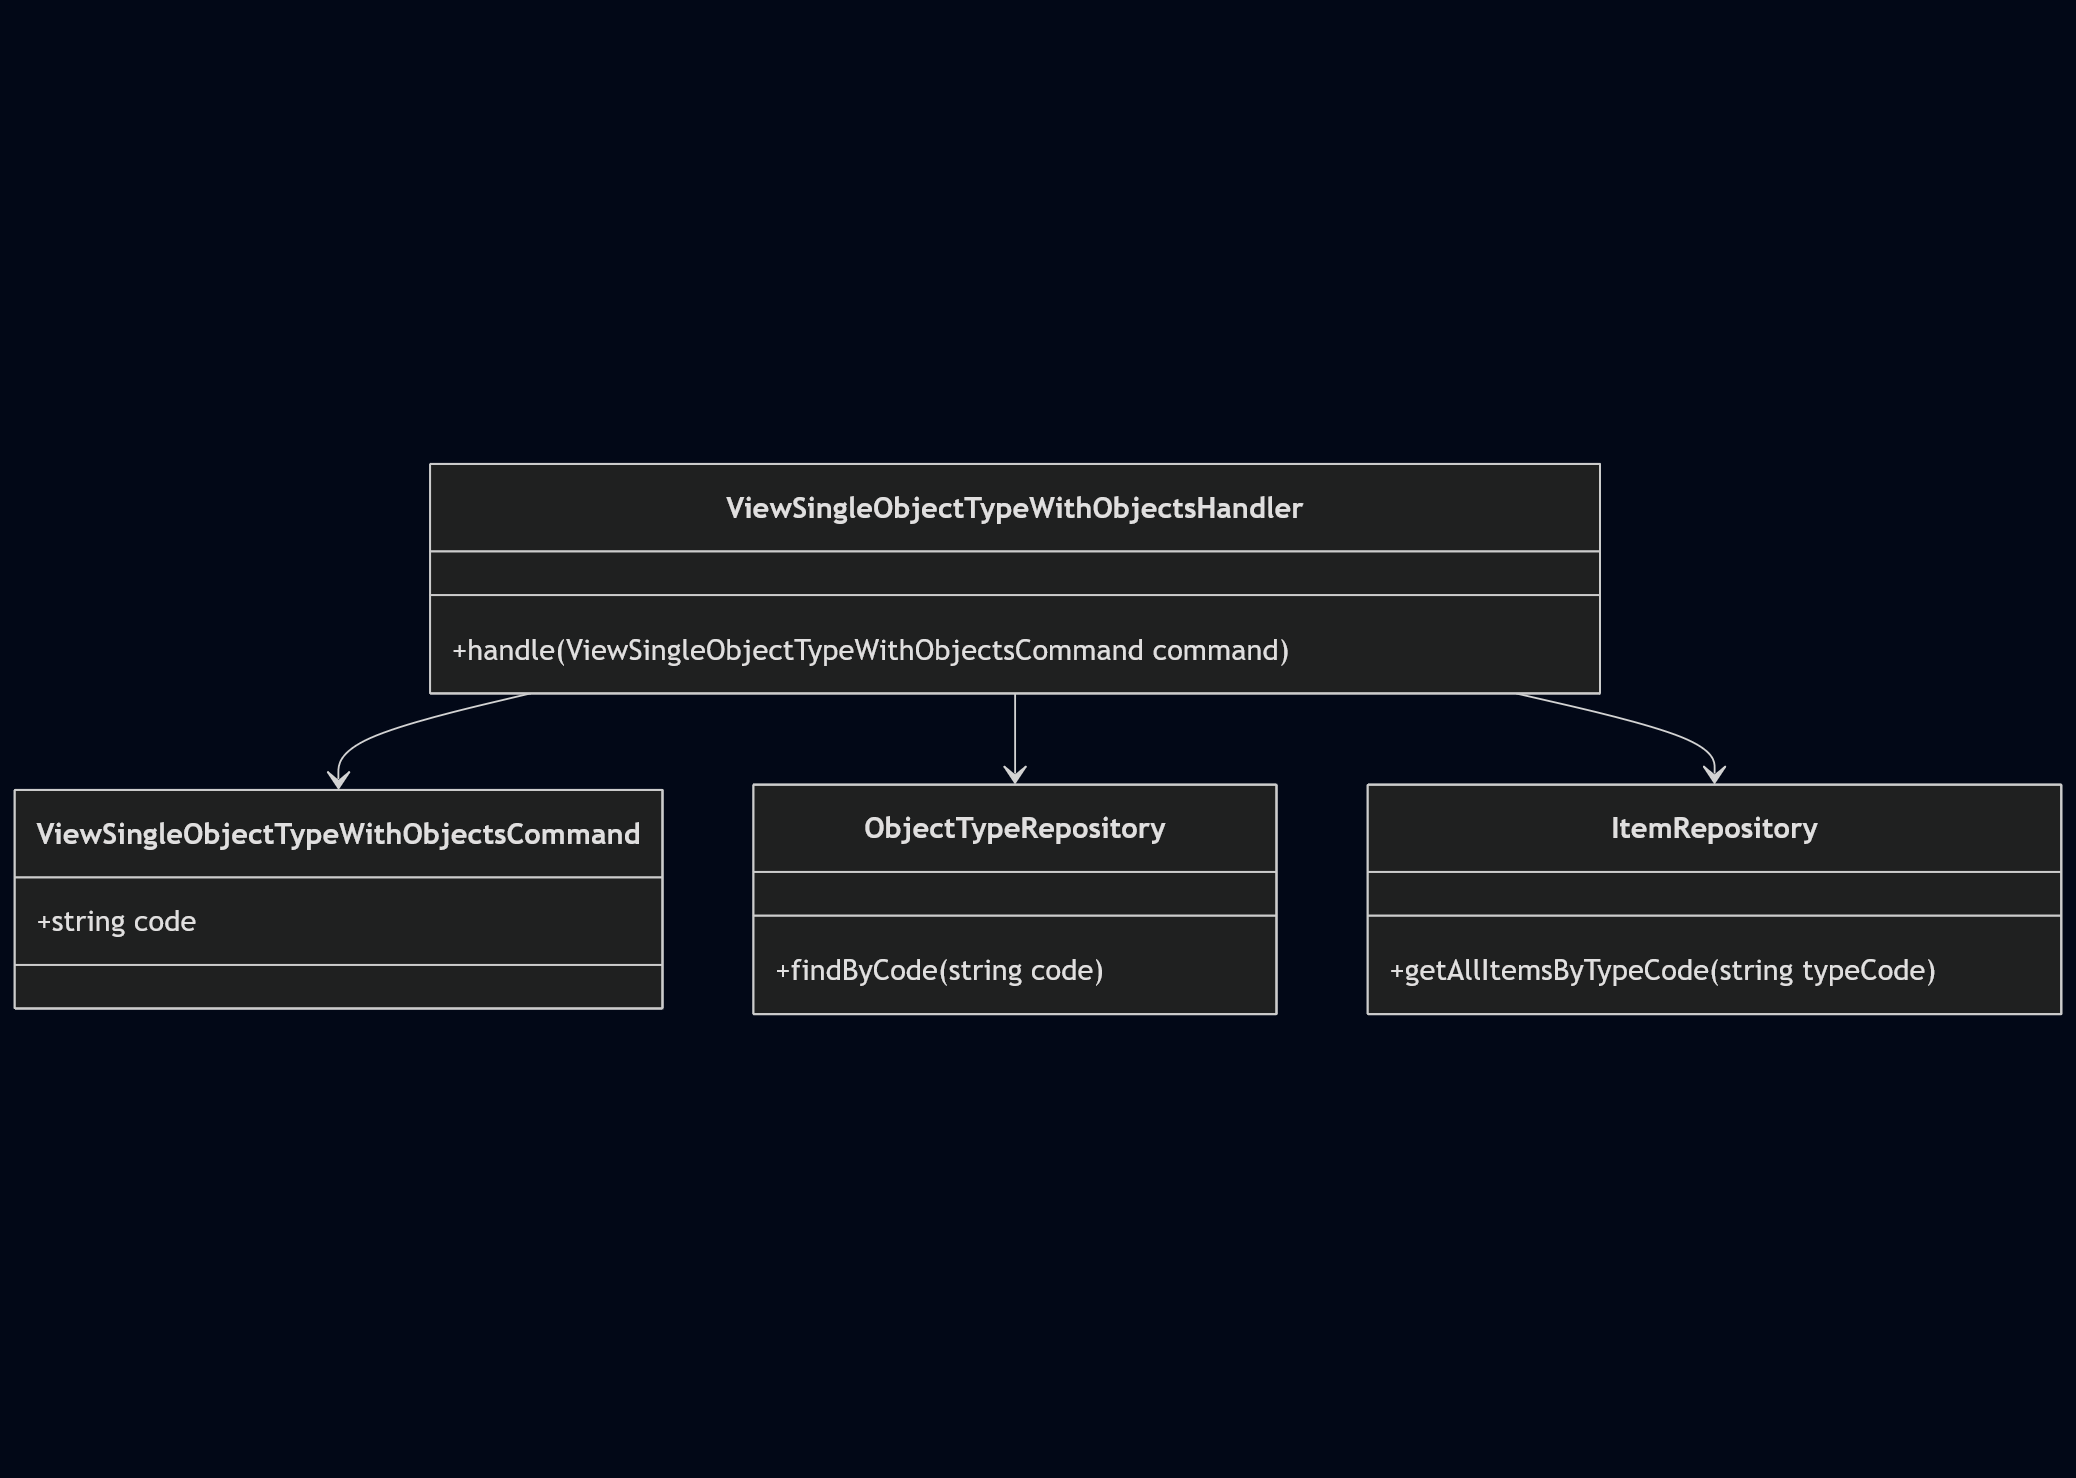 ViewSingleObjectTypeWithObjectsHandler
+handle(ViewSingleObjectTypeWithObjectsCommand command)
ViewSingleObjectTypeWithObjectsCommand
+string code
ObjectTypeRepository
+findByCode(string code)
ItemRepository
+getAllItemsByTypeCode(string typeCode)